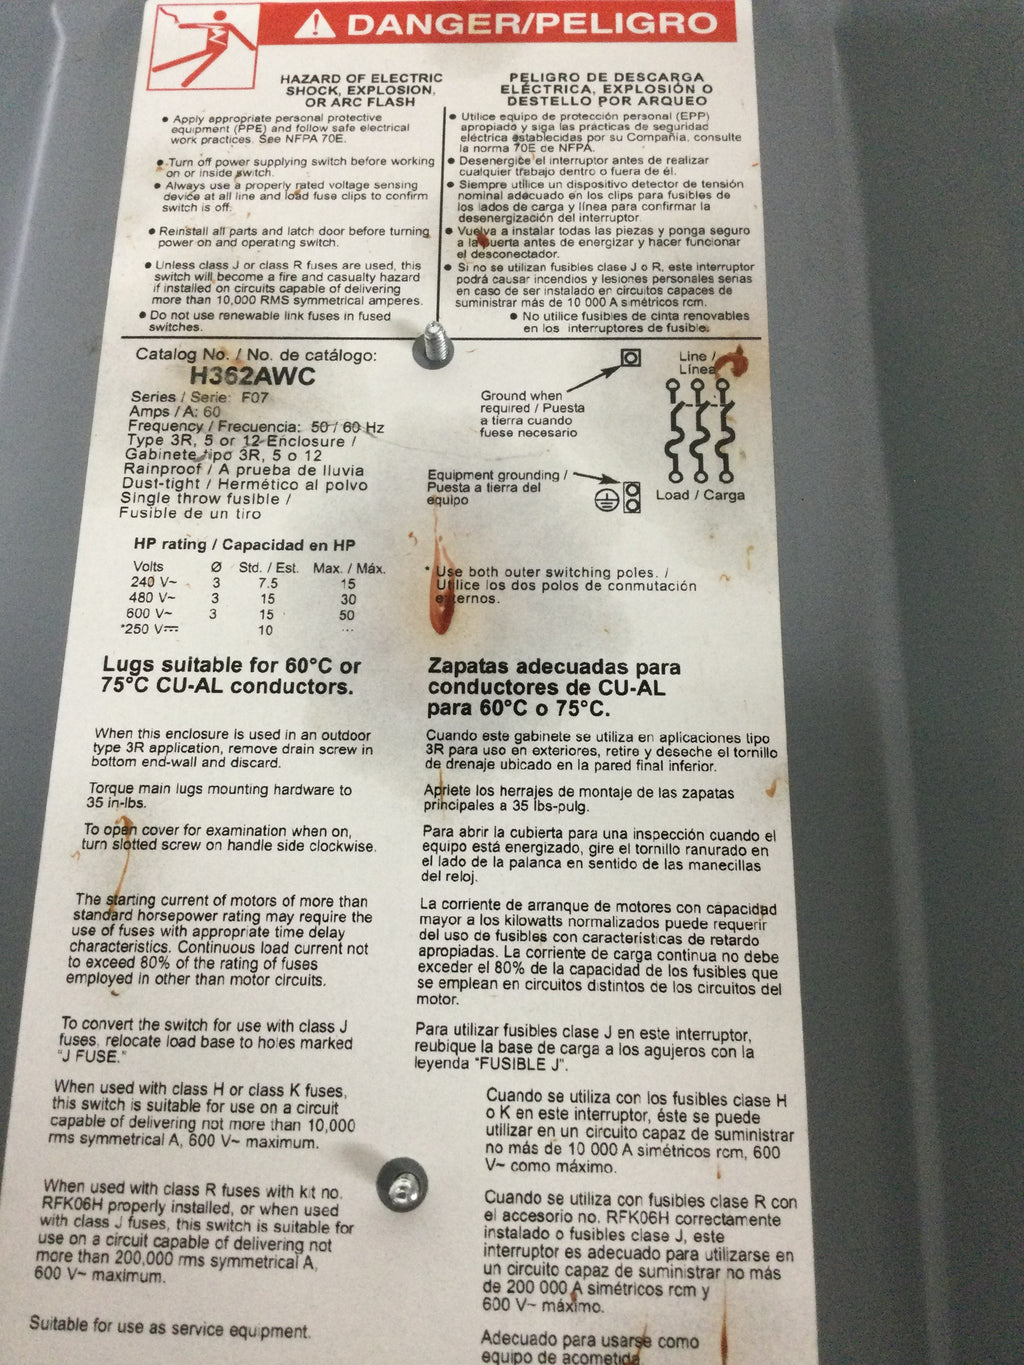 DANGER/PELIGRO
HAZARD OF ELECTRIC
SHOCK, EXPLOSION,
OR ARC FLASH
• Apply appropriate personal protective
equipment (PPE) and follow safe electrical
work practices. See NFPA 70E.
• Turn off power supplying switch before working
on or inside switch.
• Always use a properly rated voltage sensing
device at all line and load fuse clips to confirm
switch is off.
• Reinstall all parts and latch door before turning
power on and operating switch.
• Unless class J or class R fuses are used, this
switch will become a fire and casualty hazard
if installed on circuits capable of delivering
more than 10,000 RMS symmetrical amperes.
• Do not use renewable link fuses in fused
switches.
PELIGRO DE DESCARGA
ELÉCTRICA, EXPLOSIÓN O
DESTELLO POR ARQUEO
• Utilice equipo de protección personal (EPP)
apropiado y siga las prácticas de seguridad
eléctrica establecidas por su Compañia, consulte
la norma 70E de NFPA.
• Desenergice el interruptor antes de realizar
cualquier trabajo dentro o fuera de él.
• Siempre utilice un dispositivo detector de tensión
nominal adecuado en los clips para fusibles de
los lados de carga y línea para confirmar la
desenergización del interruptor.
• Vuelva a instalar todas las piezas y ponga seguro
a la puerta antes de energizar y hacer funcionar
el desconectador.
• Si no se utilizan fusibles clase J o R, este interruptor
podrá causar incendios y lesiones personales serias
en caso de ser instalado en circuitos capaces de
suministrar más de 10 000 A simétricos rcm.
• No utilice fusibles de cinta renovables
en los interruptores de fusible.
Catalog No. / No. de catálogo:
H362AWC
Series / Serie: F07
Amps / A: 60
Frequency / Frecuencia: 50 / 60 Hz
Type 3R, 5 or 12 Enclosure /
Gabinete tipo 3R, 5 o 12
Rainproof / A prueba de lluvia
Dust-tight / Hermético al polvo
Single throw fusible /
Fusible de un tiro
Ground when
required / Puesta
a tierra cuando
fuese necesario
Line /
Línea
Equipment grounding /
Puesta a tierra del
equipo
Load / Carga
HP rating / Capacidad en HP
Volts Ø Std. / Est. Max. / Máx.
240 V~ 3 7.5 15
480 V~ 3 15 30
600 V~ 3 15 50
*250 V⎓ 10 ...
* Use both outer switching poles. /
Utilice los dos polos de conmutación
externos.
Lugs suitable for 60°C or
75°C CU-AL conductors.
When this enclosure is used in an outdoor
type 3R application, remove drain screw in
bottom end-wall and discard.
Torque main lugs mounting hardware to
35 in-lbs.
To open cover for examination when on,
turn slotted screw on handle side clockwise.
The starting current of motors of more than
standard horsepower rating may require the
use of fuses with appropriate time delay
characteristics. Continuous load current not
to exceed 80% of the rating of fuses
employed in other than motor circuits.
To convert the switch for use with class J
fuses, relocate load base to holes marked
"J FUSE."
When used with class H or class K fuses,
this switch is suitable for use on a circuit
capable of delivering not more than 10,000
rms symmetrical A, 600 V~ maximum.
When used with class R fuses with kit no.
RFK06H properly installed, or when used
with class J fuses, this switch is suitable for
use on a circuit capable of delivering not
more than 200,000 rms symmetrical A,
600 V~ maximum.
Suitable for use as service equipment.
Zapatas adecuadas para
conductores de CU-AL
para 60°C o 75°C.
Cuando este gabinete se utiliza en aplicaciones tipo
3R para uso en exteriores, retire y deseche el tornillo
de drenaje ubicado en la pared final inferior.
Apriete los herrajes de montaje de las zapatas
principales a 35 lbs-pulg.
Para abrir la cubierta para una inspección cuando el
equipo está energizado, gire el tornillo ranurado en
el lado de la palanca en sentido de las manecillas
del reloj.
La corriente de arranque de motores con capacidad
mayor a los kilowatts normalizados puede requerir
del uso de fusibles con características de retardo
apropiadas. La corriente de carga continua no debe
exceder el 80% de la capacidad de los fusibles que
se emplean en circuitos distintos de los circuitos del
motor.
Para utilizar fusibles clase J en este interruptor,
reubique la base de carga a los agujeros con la
leyenda "FUSIBLE J".
Cuando se utiliza con los fusibles clase H
o K en este interruptor, éste se puede
utilizar en un circuito capaz de suministrar
no más de 10 000 A simétricos rcm, 600
V~ como máximo.
Cuando se utiliza con fusibles clase R con
el accesorio no. RFK06H correctamente
instalado o fusibles clase J, este
interruptor es adecuado para utilizarse en
un circuito capaz de suministrar no más
de 200 000 A simétricos rcm y
600 V~ máximo.
Adecuado para usarse como
equipo de acometida